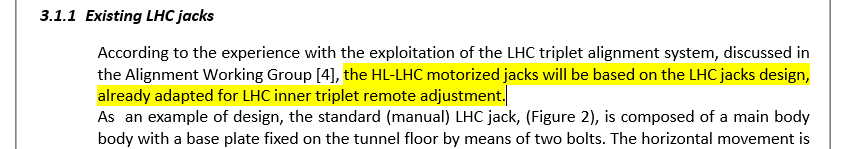 3.1.1 Existing LHC jacks
According to the experience with the exploitation of the LHC triplet alignment system, discussed in
the Alignment Working Group [4], the HL-LHC motorized jacks will be based on the LHC jacks design,
already adapted for LHC inner triplet remote adjustment.
As an example of design, the standard (manual) LHC jack, (Figure 2), is composed of a main body
body with a base plate fixed on the tunnel floor by means of two bolts. The horizontal movement is